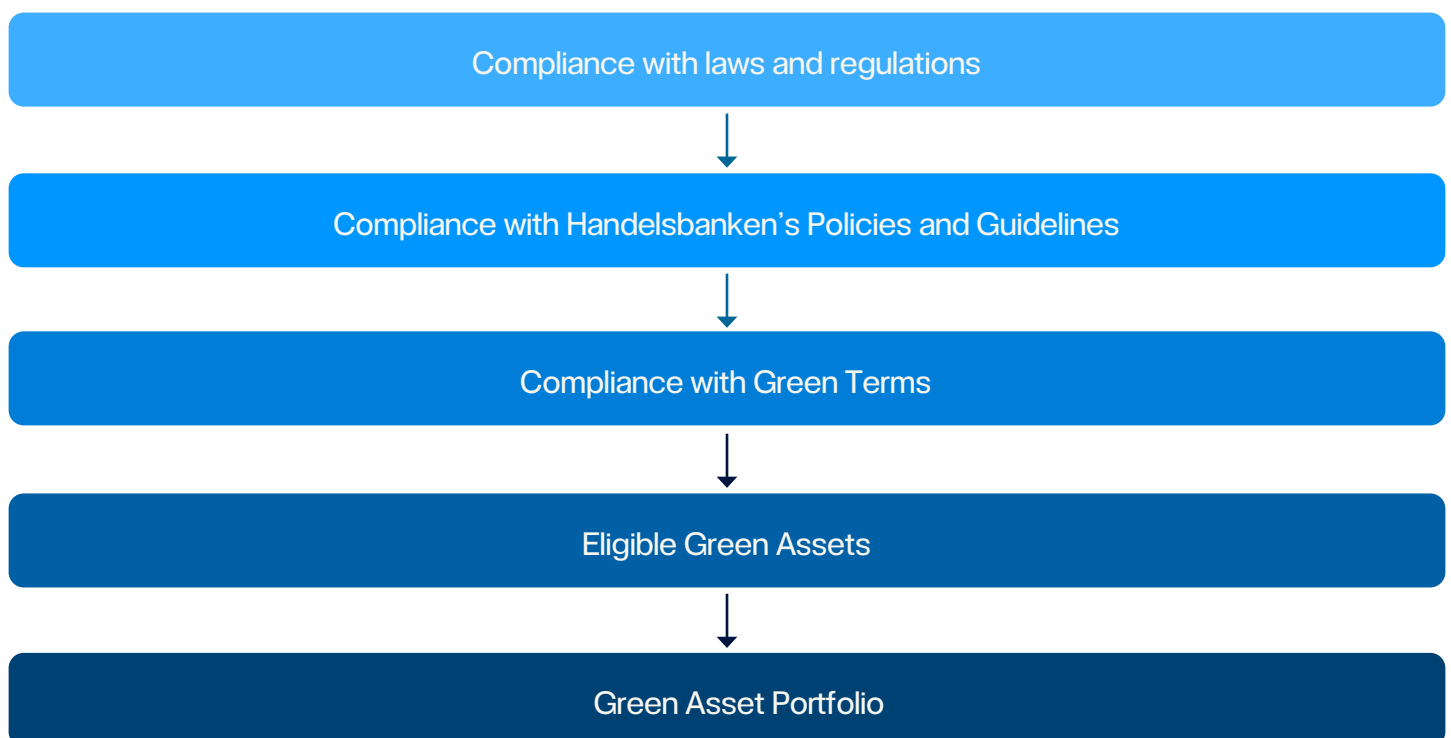 Compliance with laws and regulations
Compliance with Handelsbanken’s Policies and Guidelines
Compliance with Green Terms
Eligible Green Assets
Green Asset Portfolio